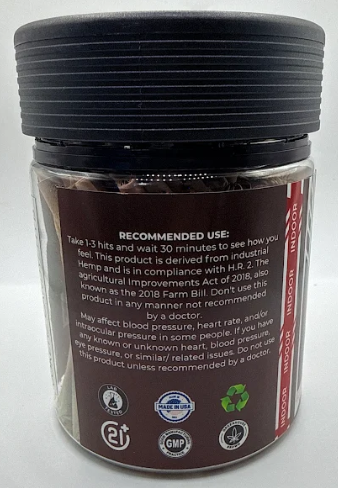 RECOMMENDED USE:
Take 1-3 hits and wait 30 minutes to see how you
feel. This product is derived from industrial
Hemp and is in compliance with H.R. 2. The
agricultural Improvements Act of 2018, also
known as the 2018 Farm Bill. Don't use this
product in any manner not recommended
by a doctor.
May affect blood pressure, heart rate, and/or
intraocular pressure in some people. If you have
any known or unknown heart, blood pressure,
eye pressure, or similar/ related issues. Do not use
this product unless recommended by a doctor.
LAB
TESTED
MADE IN USA
21+
GMP
INDOOR
INDOOR
INDOOR
INDOOR
INDOOR